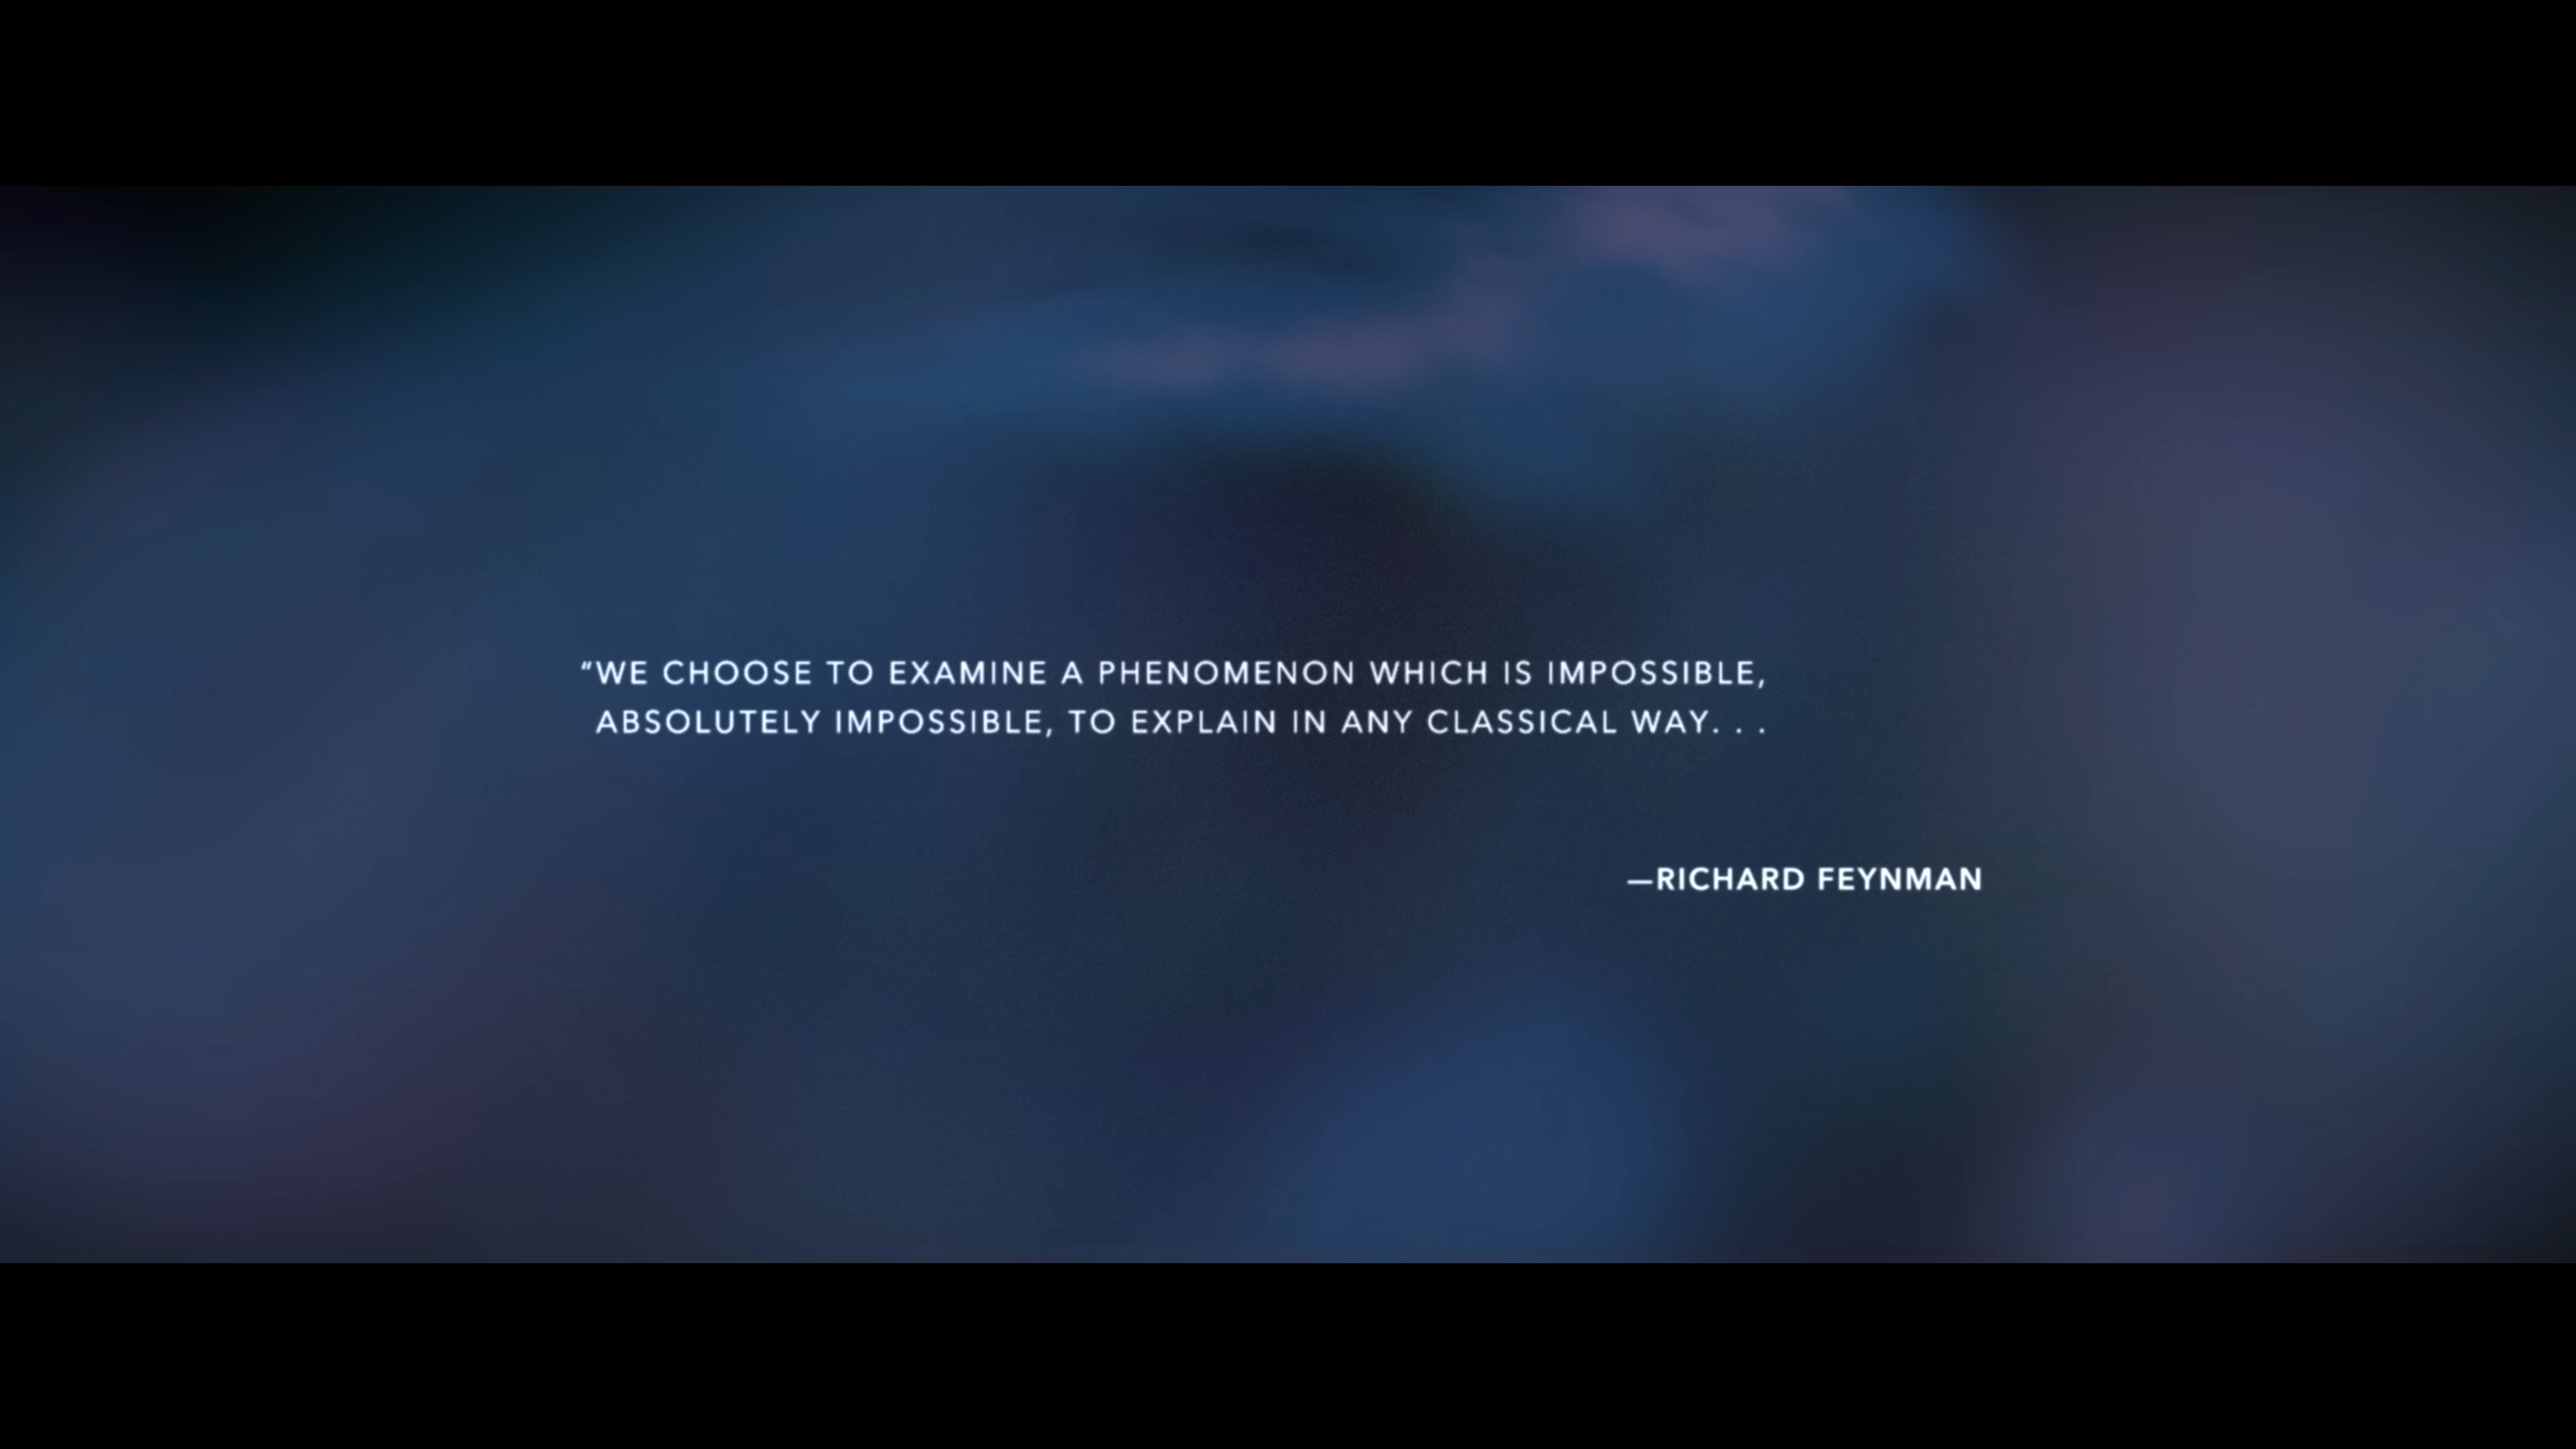 “WE CHOOSE TO EXAMINE A PHENOMENON WHICH IS IMPOSSIBLE,
ABSOLUTELY IMPOSSIBLE, TO EXPLAIN IN ANY CLASSICAL WAY. . .
—RICHARD FEYNMAN